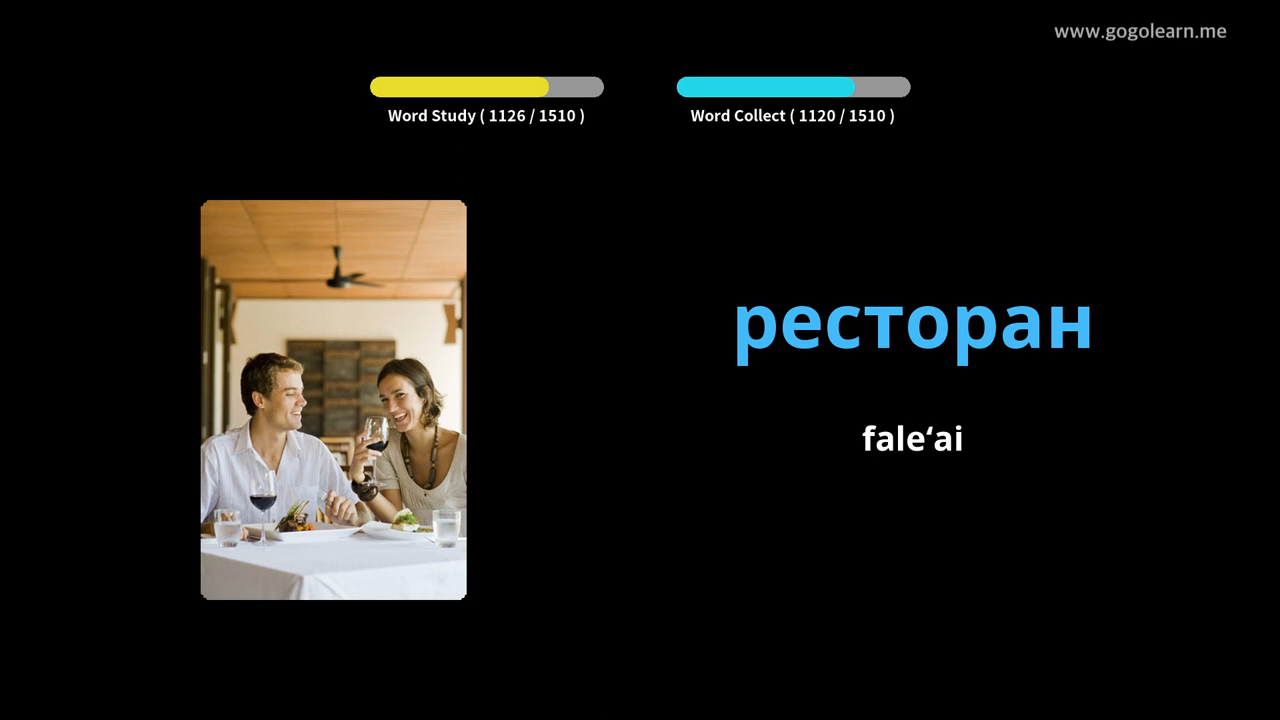 www.gogolearn.me
Word Study ( 1126 / 1510 )
Word Collect ( 1120 / 1510 )
ресторан
fale‘ai